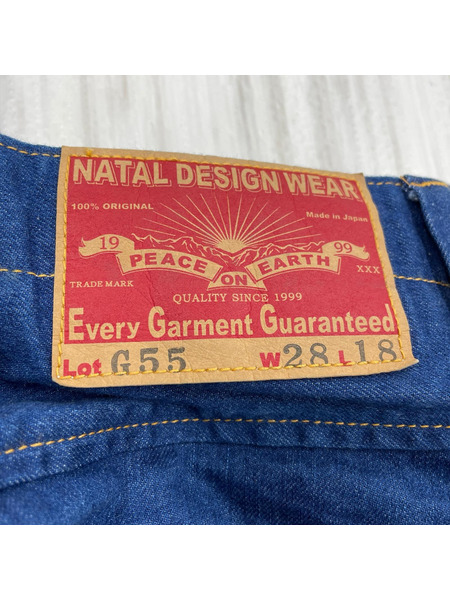 NATAL DESIGN WEAR
100% ORIGINAL
Made in Japan
19 99
PEACE ON EARTH
TRADE MARK
XXX
QUALITY SINCE 1999
Every Garment Guaranteed
Lot G55 W28 L18